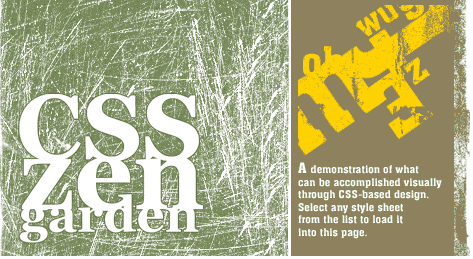 CSS
zen
garden
A demonstration of what
can be accomplished visually
through CSS-based design.
Select any style sheet
from the list to load it
into this page.